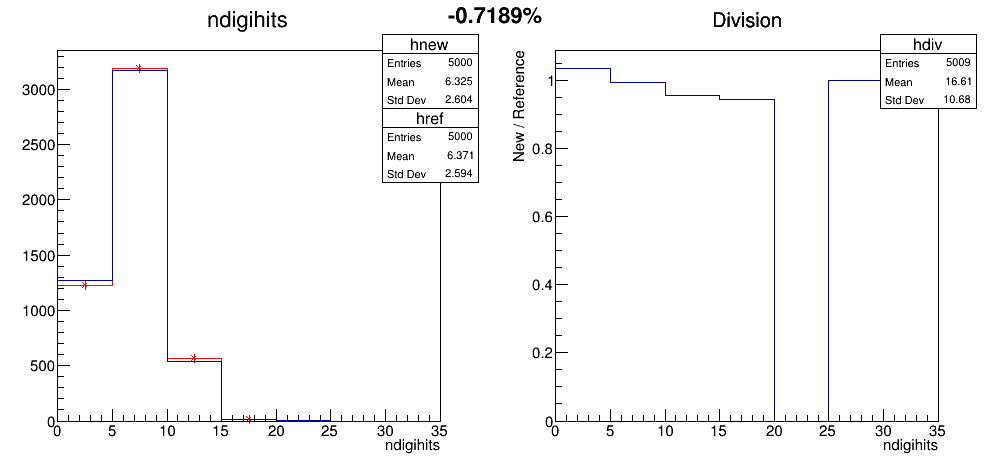 -0.7189%
ndigihits
hnew
Entries 5000
Mean 6.325
Std Dev 2.604
href
Entries 5000
Mean 6.371
Std Dev 2.594
3000
2500
2000
1500
1000
500
0
0 5 10 15 20 25 30 35
ndigihits
Division
hdiv
Entries 5009
Mean 16.61
Std Dev 10.68
New / Reference
1
0.8
0.6
0.4
0.2
0
0 5 10 15 20 25 30 35
ndigihits